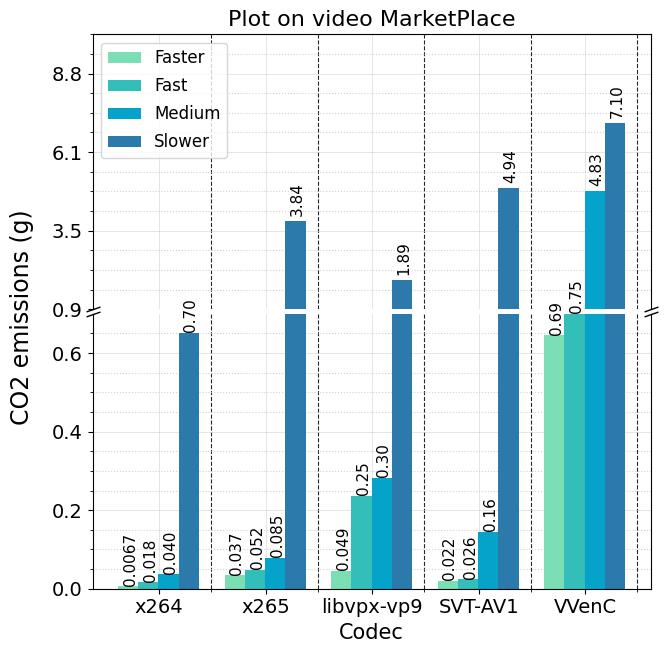 Plot on video MarketPlace
Faster
Fast
Medium
Slower
CO2 emissions (g)
8.8
6.1
3.5
0.9
0.6
0.4
0.2
0.0
0.0067
0.018
0.040
0.70
0.037
0.052
0.085
3.84
0.049
0.25
0.30
1.89
0.022
0.026
0.16
4.94
0.69
0.75
4.83
7.10
x264
x265
libvpx-vp9
SVT-AV1
VVenC
Codec